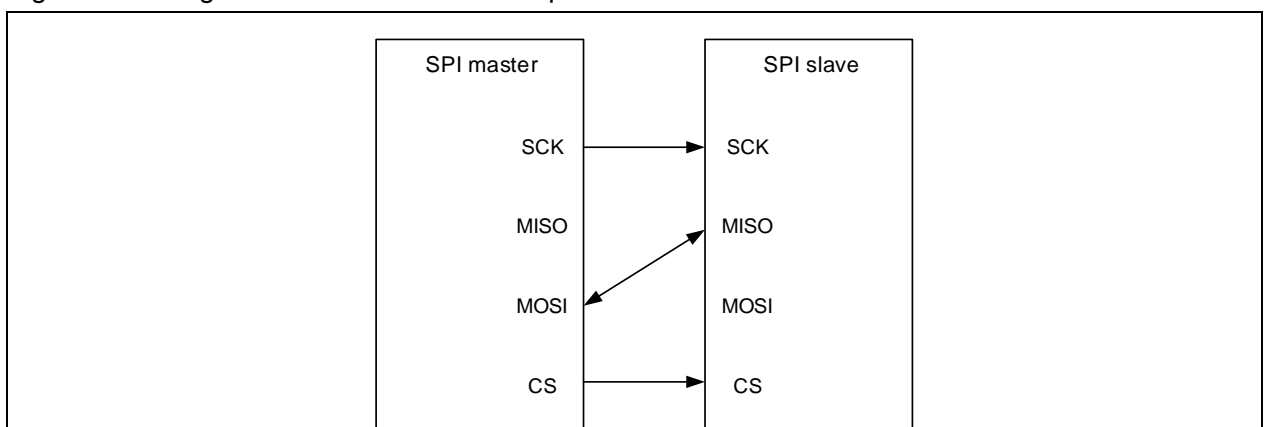 SPI master SPI slave
SCK SCK
MISO MISO
MOSI MOSI
CS CS